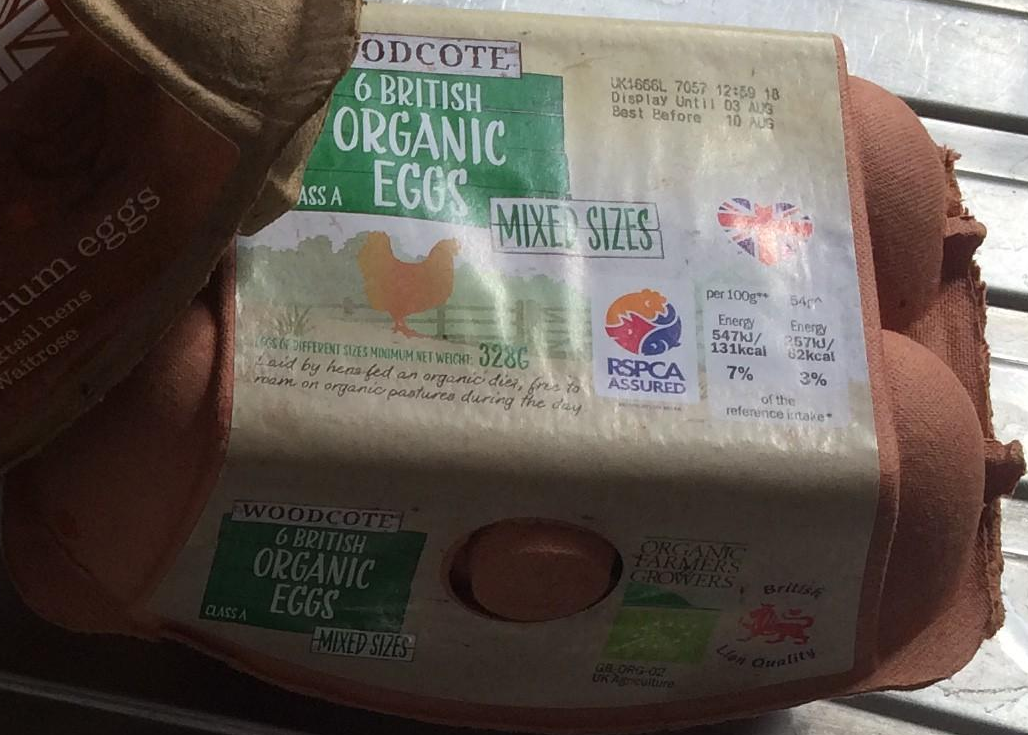 WOODCOTE
6 BRITISH
ORGANIC
EGGS
ASS A
MIXED SIZES
UK1666L 7057 12:59 18
Display Until 03 AUG
Best Before 10 AUG
EGGS OF DIFFERENT SIZES MINIMUM NET WEIGHT: 328G
Laid by hens fed an organic diet, free to
roam on organic pastures during the day
RSPCA
ASSURED
per 100g** 54g^
Energy Energy
547kJ/ 257kJ/
131kcal 82kcal
7% 3%
of the
reference intake*
WOODCOTE
6 BRITISH
ORGANIC
EGGS
CLASS A
MIXED SIZES
ORGANIC
FARMERS
GROWERS
GB-ORG-02
UK Agriculture
British
Lion Quality
ium eggs
hens
Waitrose